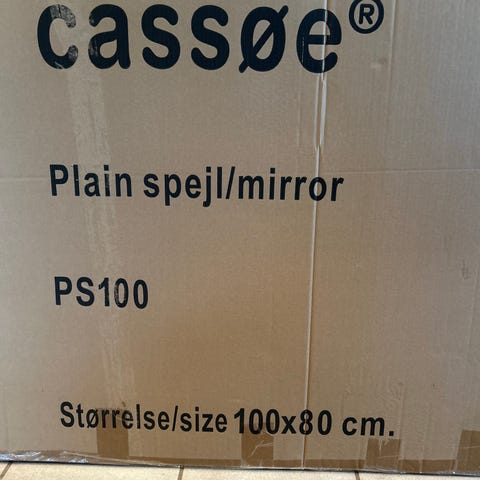 cassøe®
Plain spejl/mirror
PS100
Størrelse/size 100x80 cm.